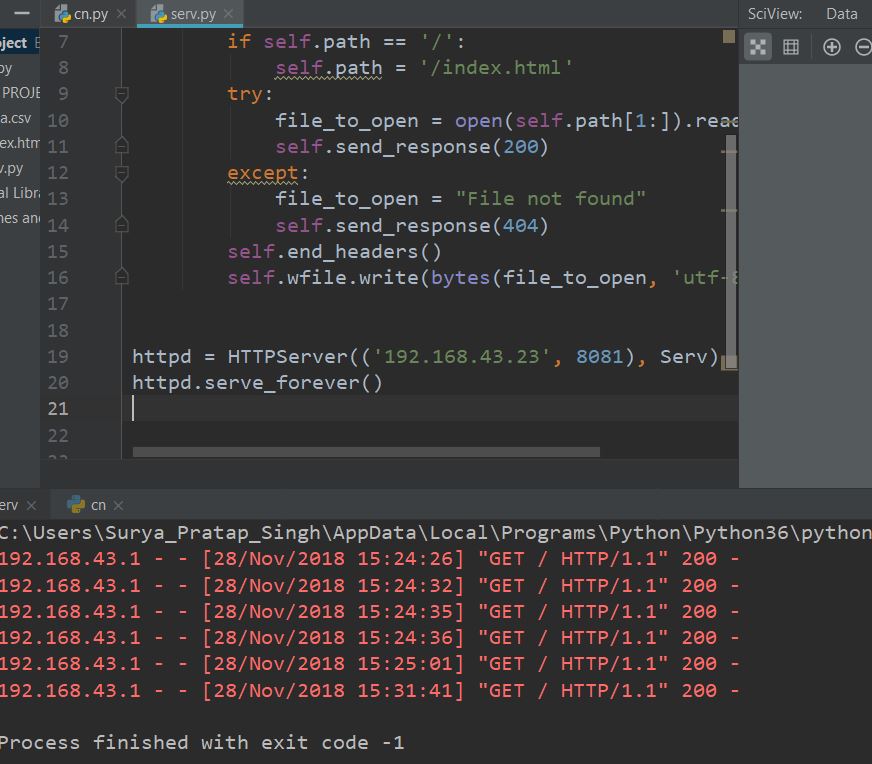 cn.py
serv.py
SciView:
Data
7 if self.path == '/':
8 self.path = '/index.html'
9 try:
10 file_to_open = open(self.path[1:]).read
11 self.send_response(200)
12 except:
13 file_to_open = "File not found"
14 self.send_response(404)
15 self.end_headers()
16 self.wfile.write(bytes(file_to_open, 'utf-8
17
18
19 httpd = HTTPServer(('192.168.43.23', 8081), Serv)
20 httpd.serve_forever()
21
22
oject
py
PROJE
a.csv
ex.htm
v.py
al Libra
hes and
erv
cn
C:\Users\Surya_Pratap_Singh\AppData\Local\Programs\Python\Python36\python
192.168.43.1 - - [28/Nov/2018 15:24:26] "GET / HTTP/1.1" 200 -
192.168.43.1 - - [28/Nov/2018 15:24:32] "GET / HTTP/1.1" 200 -
192.168.43.1 - - [28/Nov/2018 15:24:35] "GET / HTTP/1.1" 200 -
192.168.43.1 - - [28/Nov/2018 15:24:36] "GET / HTTP/1.1" 200 -
192.168.43.1 - - [28/Nov/2018 15:25:01] "GET / HTTP/1.1" 200 -
192.168.43.1 - - [28/Nov/2018 15:31:41] "GET / HTTP/1.1" 200 -
Process finished with exit code -1